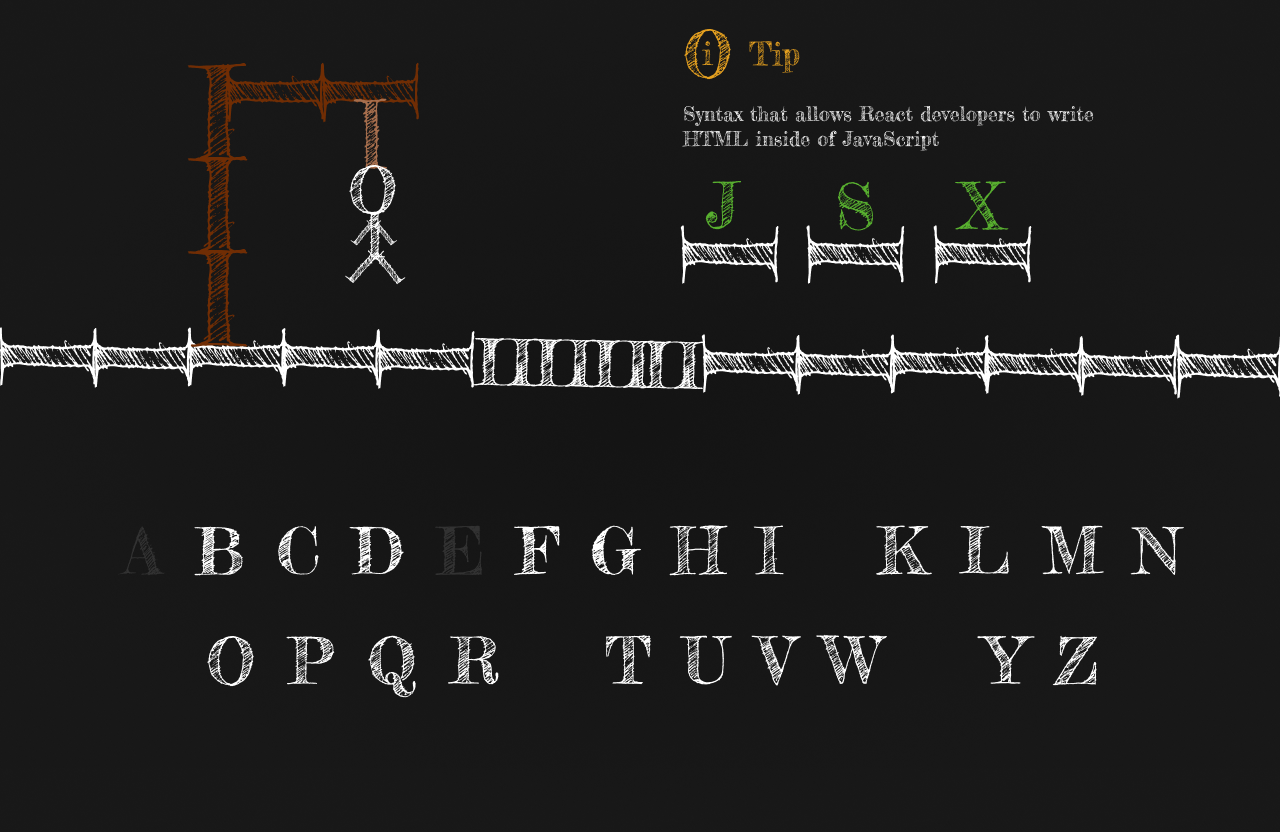 i Tip
Syntax that allows React developers to write
HTML inside of JavaScript
J S X
A B C D E F G H I K L M N
O P Q R T U V W Y Z